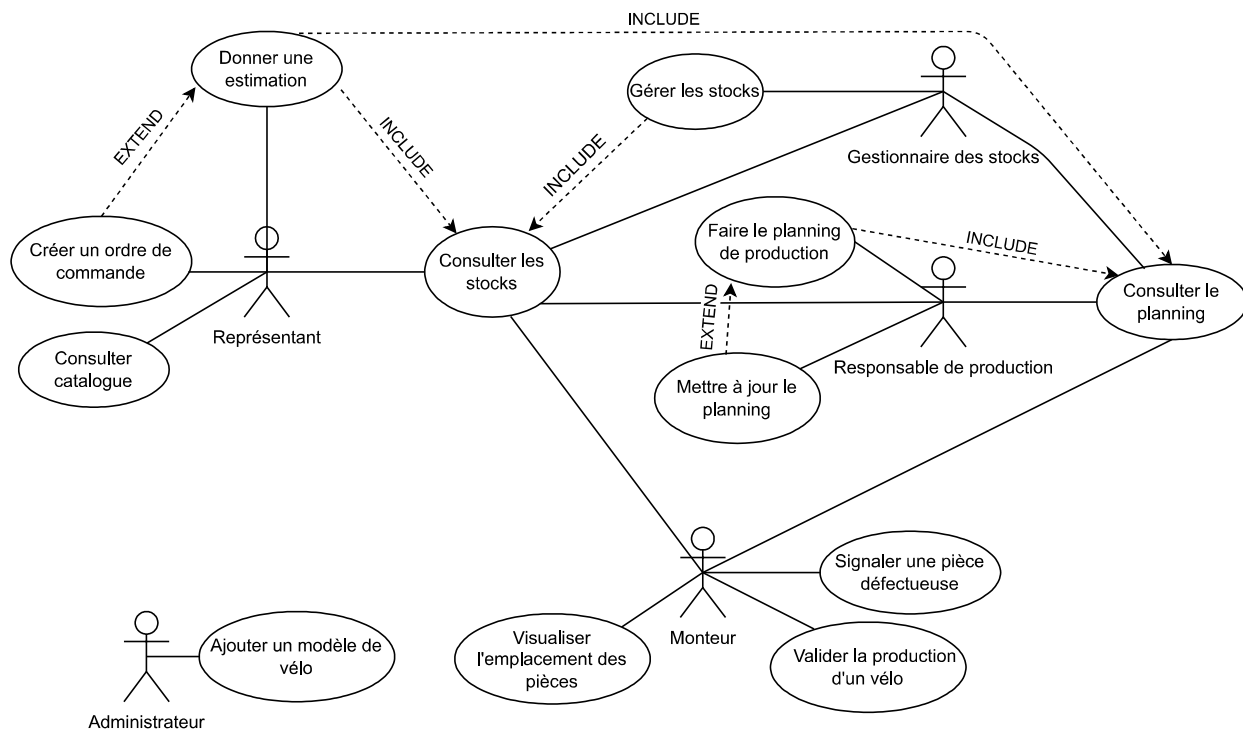 INCLUDE
Donner une
estimation
Gérer les stocks
EXTEND
INCLUDE
INCLUDE
Gestionnaire des stocks
Créer un ordre de
commande
Représentant
Consulter les
stocks
Faire le planning
de production
INCLUDE
Consulter le
planning
EXTEND
Consulter
catalogue
Responsable de production
Mettre à jour le
planning
Signaler une pièce
défectueuse
Monteur
Visualiser
l'emplacement des
pièces
Valider la production
d'un vélo
Ajouter un modèle de
vélo
Administrateur